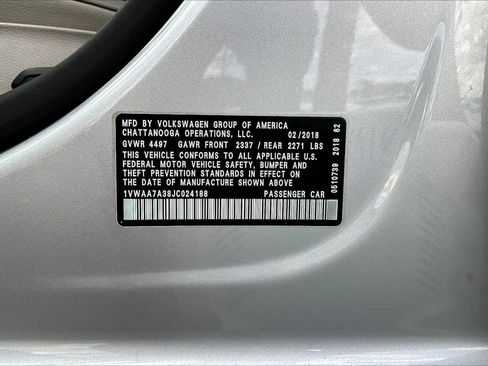 MFD BY VOLKSWAGEN GROUP OF AMERICA
CHATTANOOGA OPERATIONS, LLC. 02/2018
GVWR 4497 GAWR FRONT 2337 / REAR 2271 LBS
THIS VEHICLE CONFORMS TO ALL APPLICABLE U.S.
FEDERAL MOTOR VEHICLE SAFETY, BUMPER AND
THEFT PREVENTION STANDARDS IN EFFECT ON
THE DATE OF MANUFACTURE SHOWN ABOVE
1VWAA7A38JC024188 PASSENGER CAR
0510739 2018 62